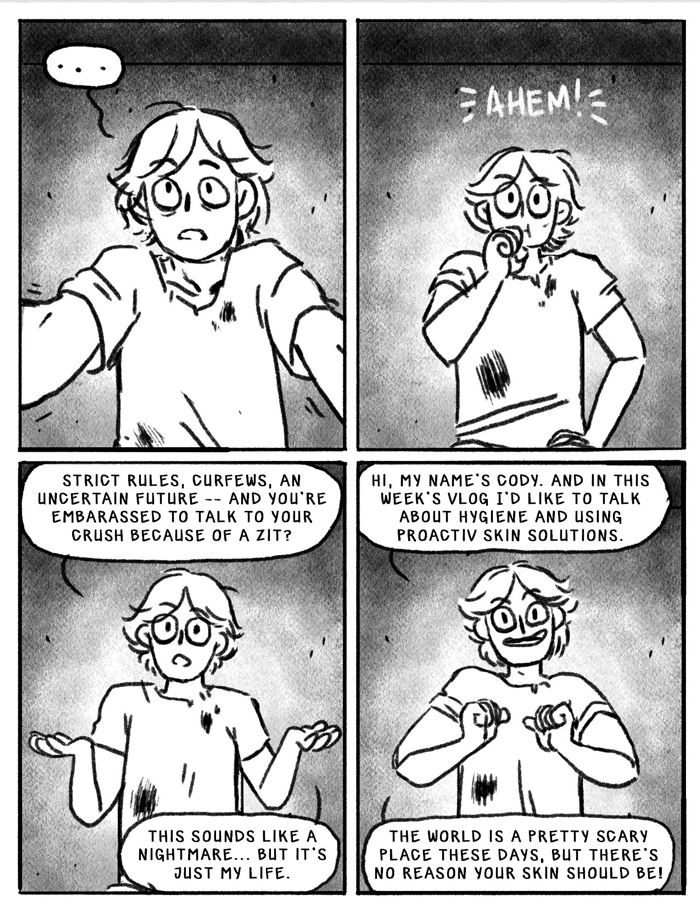 ...
AHEM!
STRICT RULES, CURFEWS, AN
UNCERTAIN FUTURE -- AND YOU'RE
EMBARASSED TO TALK TO YOUR
CRUSH BECAUSE OF A ZIT?
THIS SOUNDS LIKE A
NIGHTMARE... BUT IT'S
JUST MY LIFE.
HI, MY NAME'S CODY. AND IN THIS
WEEK'S VLOG I'D LIKE TO TALK
ABOUT HYGIENE AND USING
PROACTIV SKIN SOLUTIONS.
THE WORLD IS A PRETTY SCARY
PLACE THESE DAYS, BUT THERE'S
NO REASON YOUR SKIN SHOULD BE!